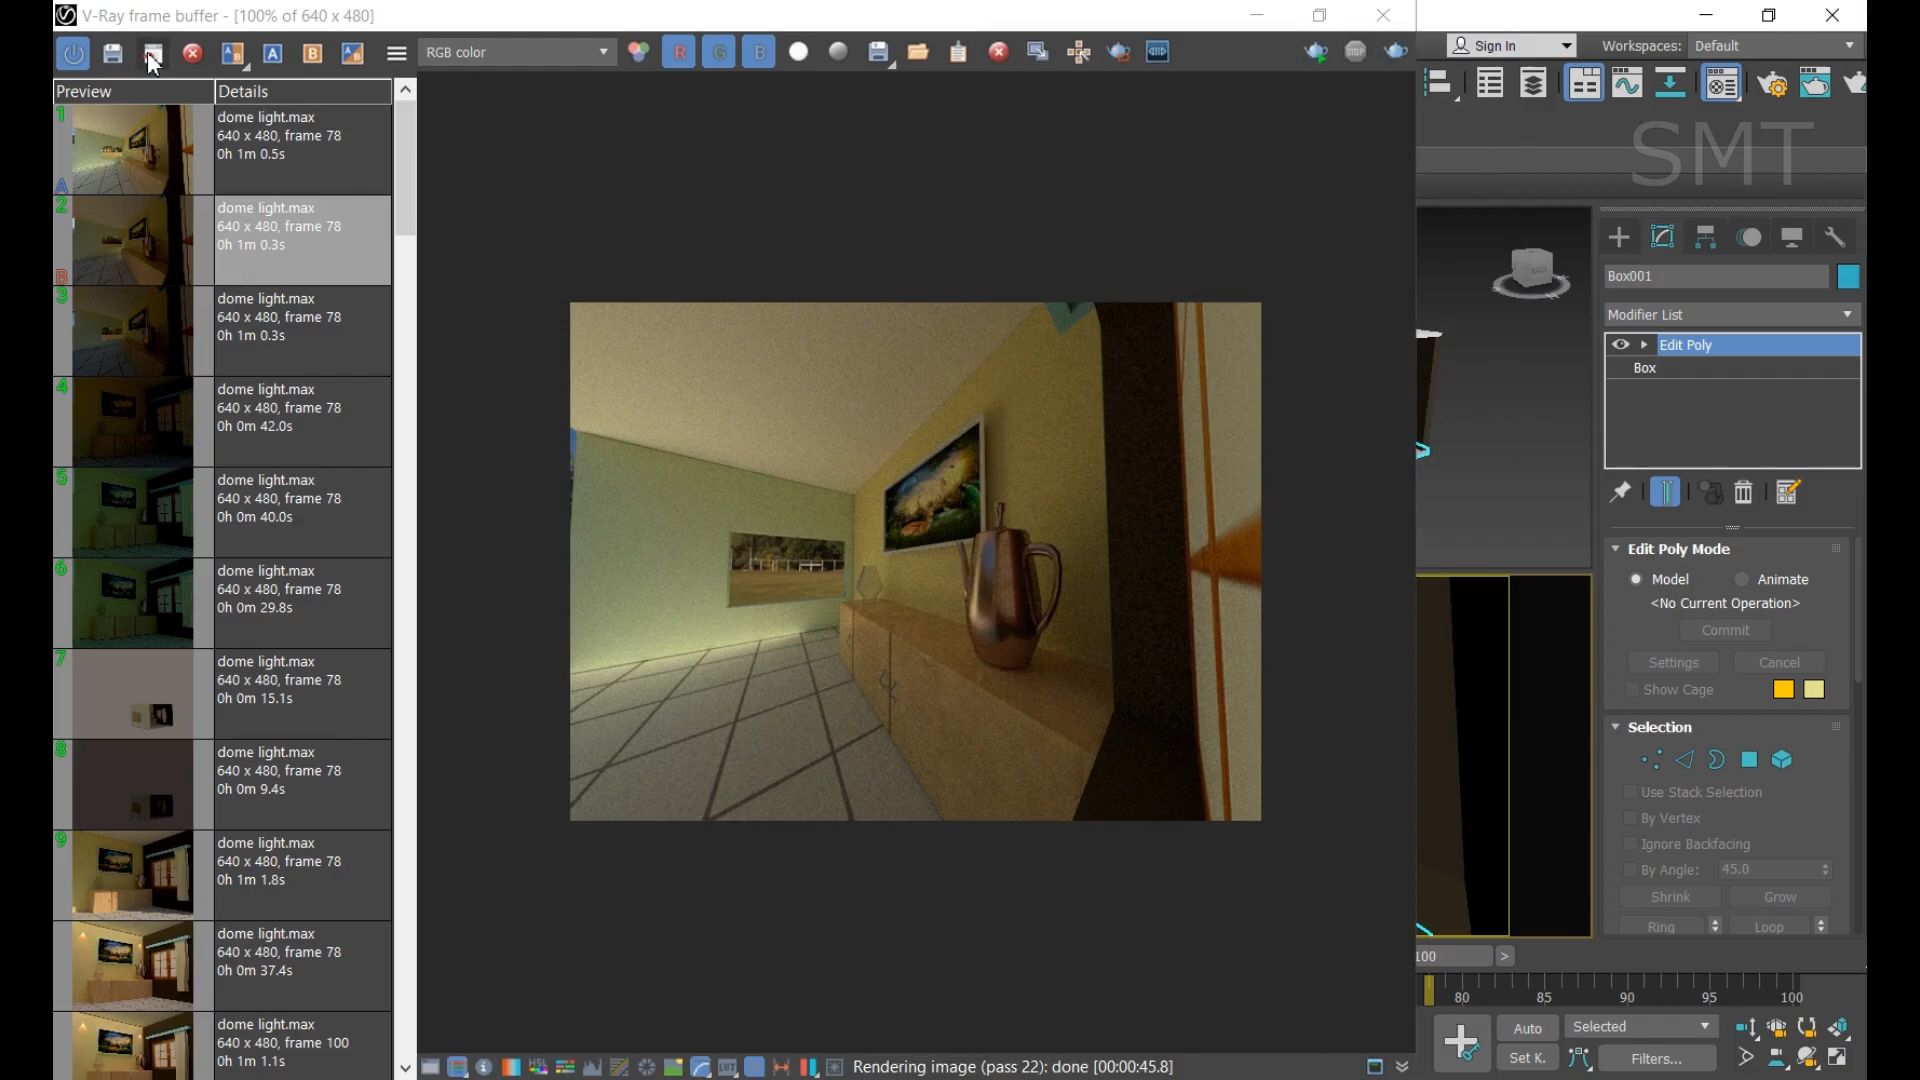 V-Ray frame buffer - [100% of 640 x 480]
RGB color
R
G
B
Sign In
Workspaces: Default
SMT
Preview
Details
1
dome light.max
640 x 480, frame 78
0h 1m 0.5s
A
2
dome light.max
640 x 480, frame 78
0h 1m 0.3s
B
3
dome light.max
640 x 480, frame 78
0h 1m 0.3s
4
dome light.max
640 x 480, frame 78
0h 0m 42.0s
5
dome light.max
640 x 480, frame 78
0h 0m 40.0s
6
dome light.max
640 x 480, frame 78
0h 0m 29.8s
7
dome light.max
640 x 480, frame 78
0h 0m 15.1s
8
dome light.max
640 x 480, frame 78
0h 0m 9.4s
9
dome light.max
640 x 480, frame 78
0h 1m 1.8s
dome light.max
640 x 480, frame 78
0h 0m 37.4s
dome light.max
640 x 480, frame 100
0h 1m 1.1s
Rendering image (pass 22): done [00:00:45.8]
Box001
Modifier List
Edit Poly
Box
Edit Poly Mode
Model
Animate
<No Current Operation>
Commit
Settings
Cancel
Show Cage
Selection
Use Stack Selection
By Vertex
Ignore Backfacing
By Angle: 45.0
Shrink
Grow
Ring
Loop
100
>
80 85 90 95 100
Auto
Selected
Set K.
Filters...